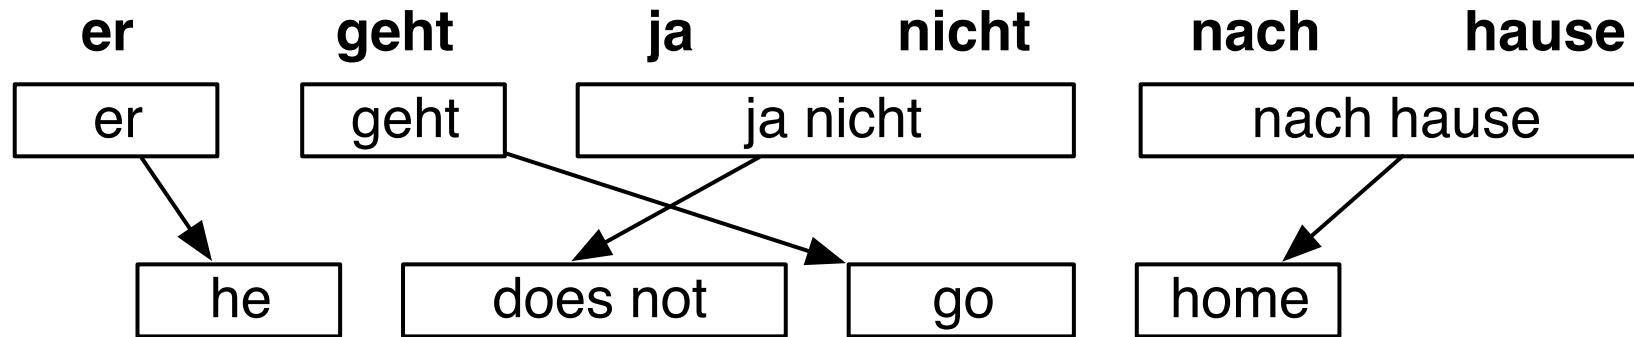 er geht ja nicht nach hause
er geht ja nicht nach hause
he does not go home